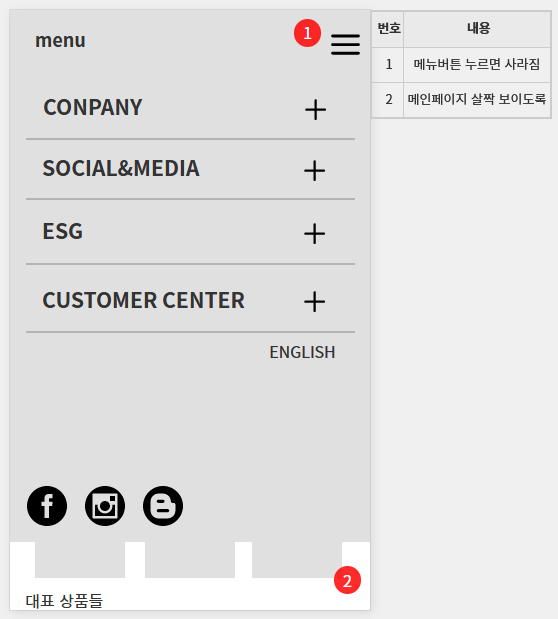 menu
1
CONPANY
SOCIAL&MEDIA
ESG
CUSTOMER CENTER
ENGLISH
2
대표 상품들
번호 내용
1 메뉴버튼 누르면 사라짐
2 메인페이지 살짝 보이도록